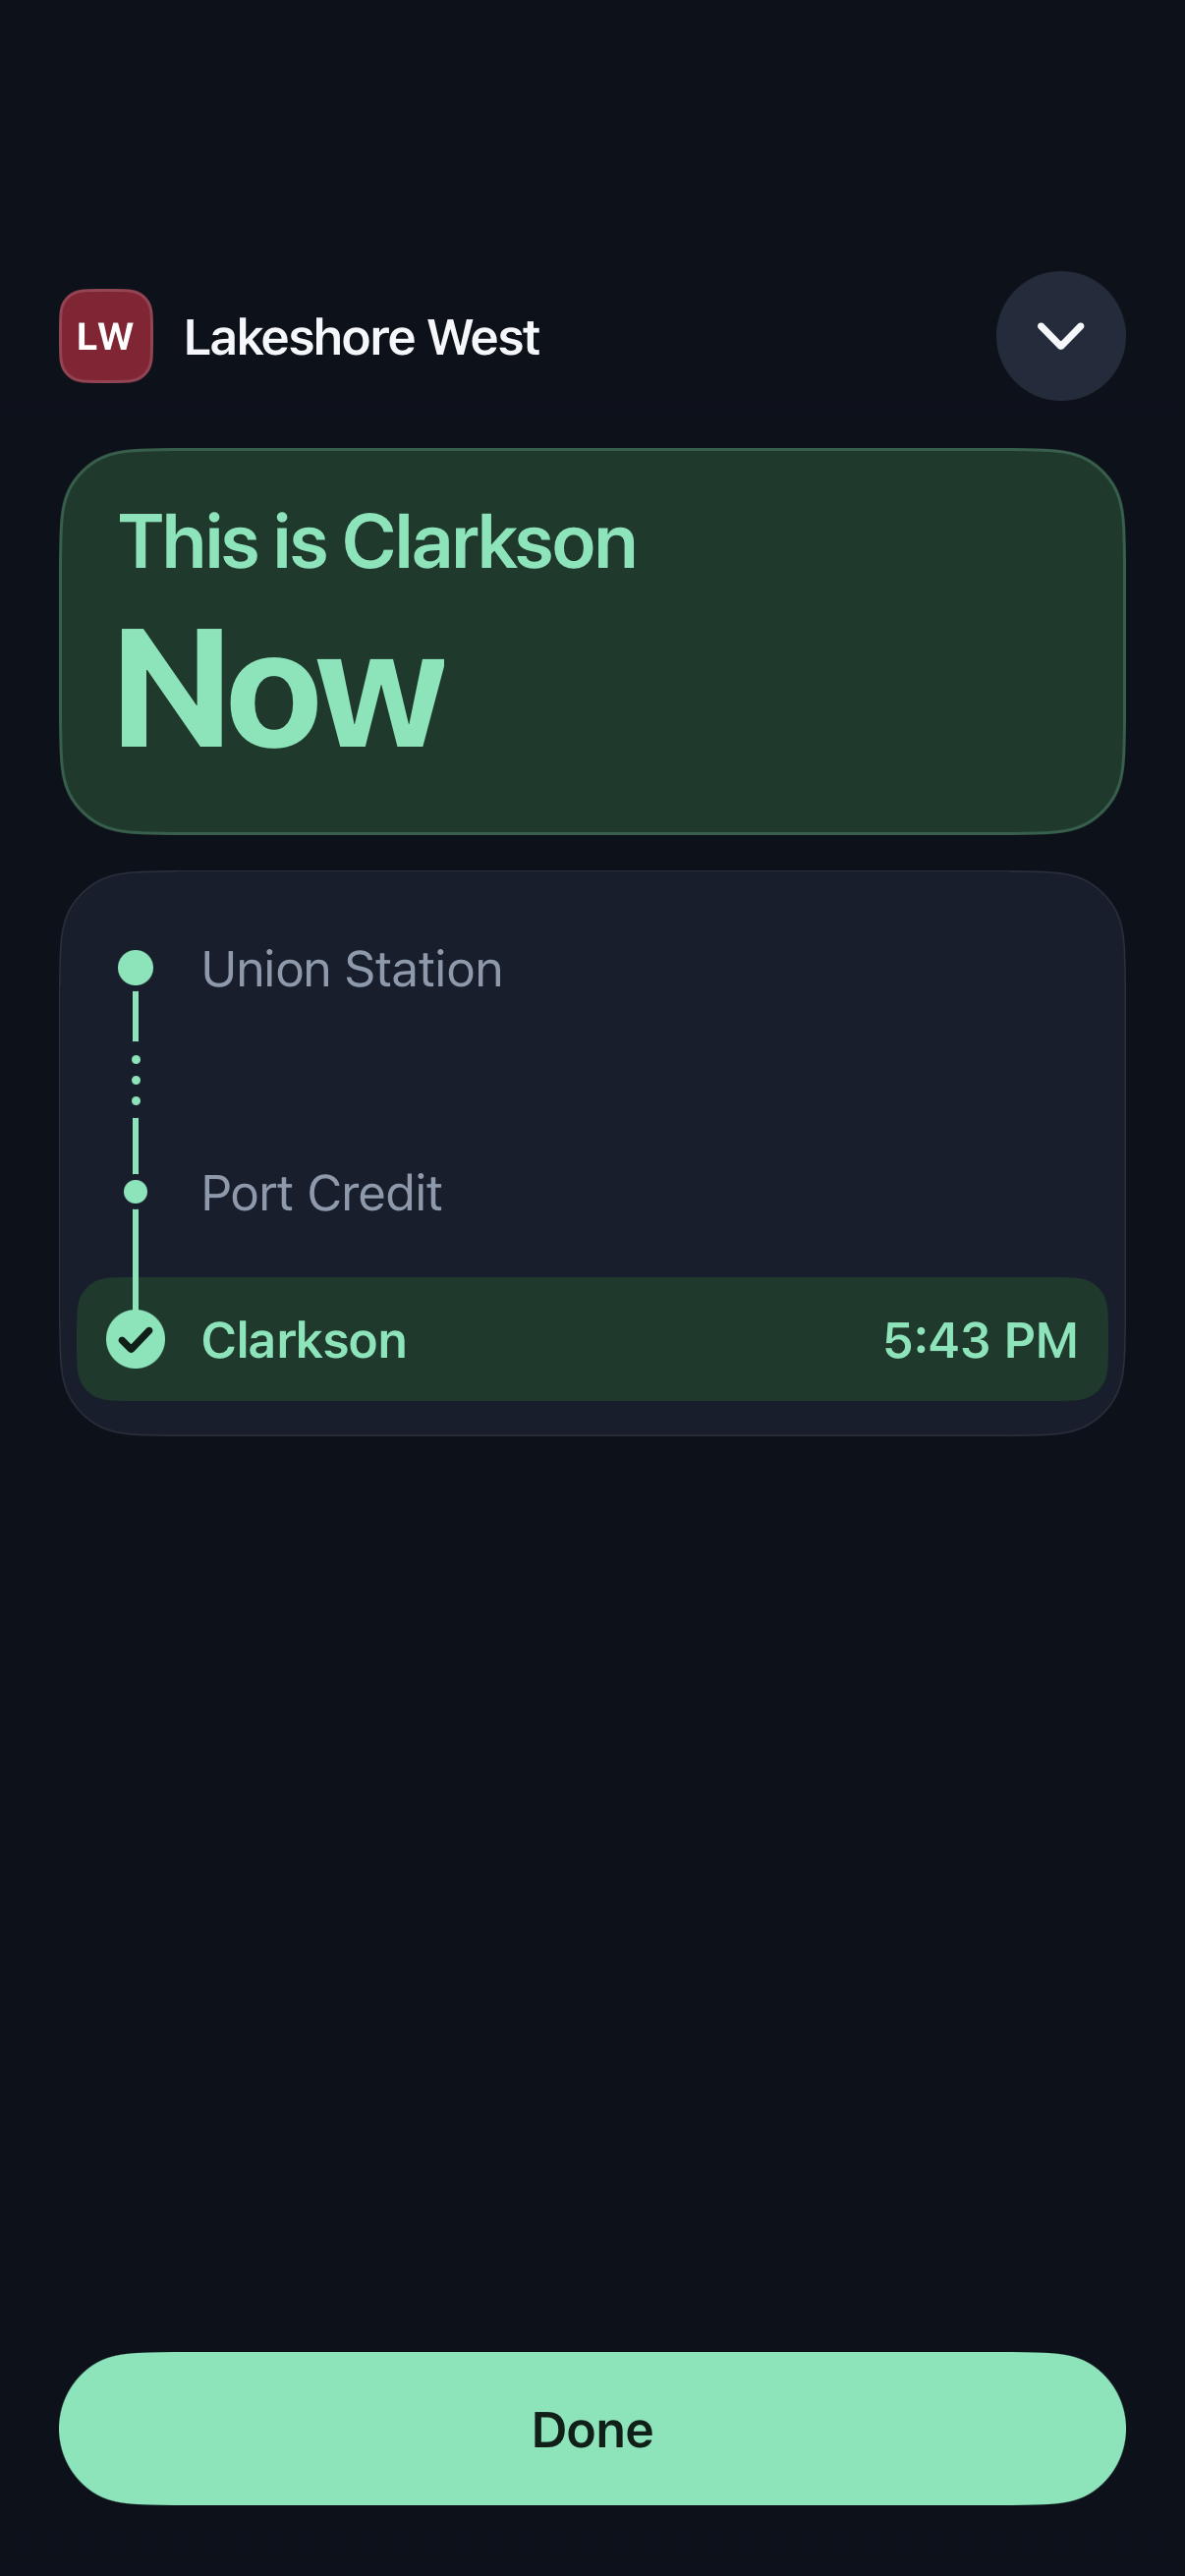 LW Lakeshore West
This is Clarkson
Now
Union Station
Port Credit
Clarkson 5:43 PM
Done